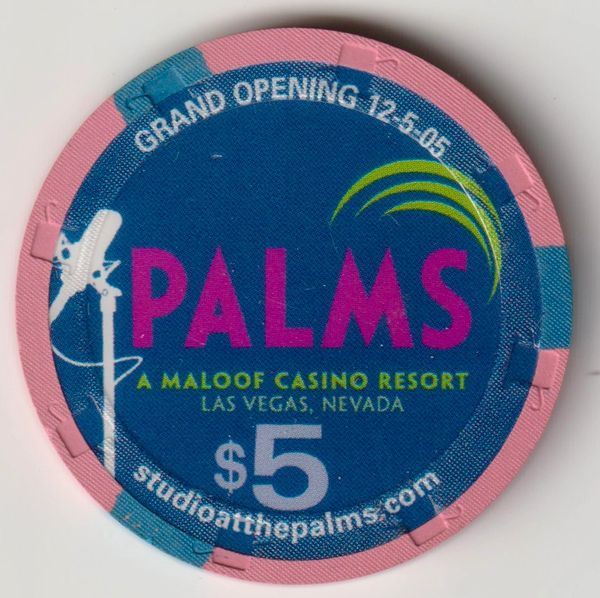 GRAND OPENING 12-5-05
PALMS
A MALOOF CASINO RESORT
LAS VEGAS, NEVADA
$5
studioatthepalms.com